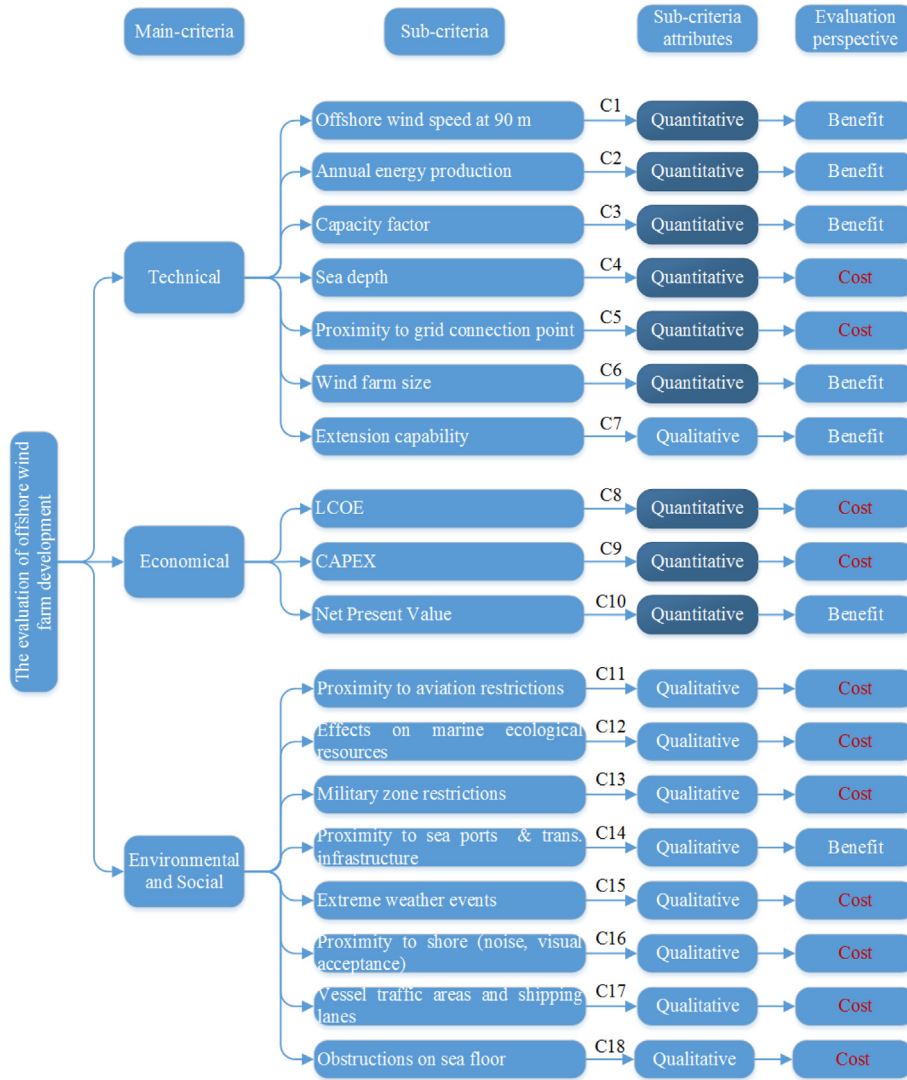 Main-criteria
Sub-criteria
Sub-criteria
attributes
Evaluation
perspective
The evaluation of offshore wind
farm development
Technical
Offshore wind speed at 90 m
C1
Quantitative
Benefit
Annual energy production
C2
Quantitative
Benefit
Capacity factor
C3
Quantitative
Benefit
Sea depth
C4
Quantitative
Cost
Proximity to grid connection point
C5
Quantitative
Cost
Wind farm size
C6
Quantitative
Benefit
Extension capability
C7
Qualitative
Benefit
Economical
LCOE
C8
Quantitative
Cost
CAPEX
C9
Quantitative
Cost
Net Present Value
C10
Quantitative
Benefit
Environmental
and Social
Proximity to aviation restrictions
C11
Qualitative
Cost
Effects on marine ecological
resources
C12
Qualitative
Cost
Military zone restrictions
C13
Qualitative
Cost
Proximity to sea ports & trans.
infrastructure
C14
Qualitative
Benefit
Extreme weather events
C15
Qualitative
Cost
Proximity to shore (noise, visual
acceptance)
C16
Qualitative
Cost
Vessel traffic areas and shipping
lanes
C17
Qualitative
Cost
Obstructions on sea floor
C18
Qualitative
Cost